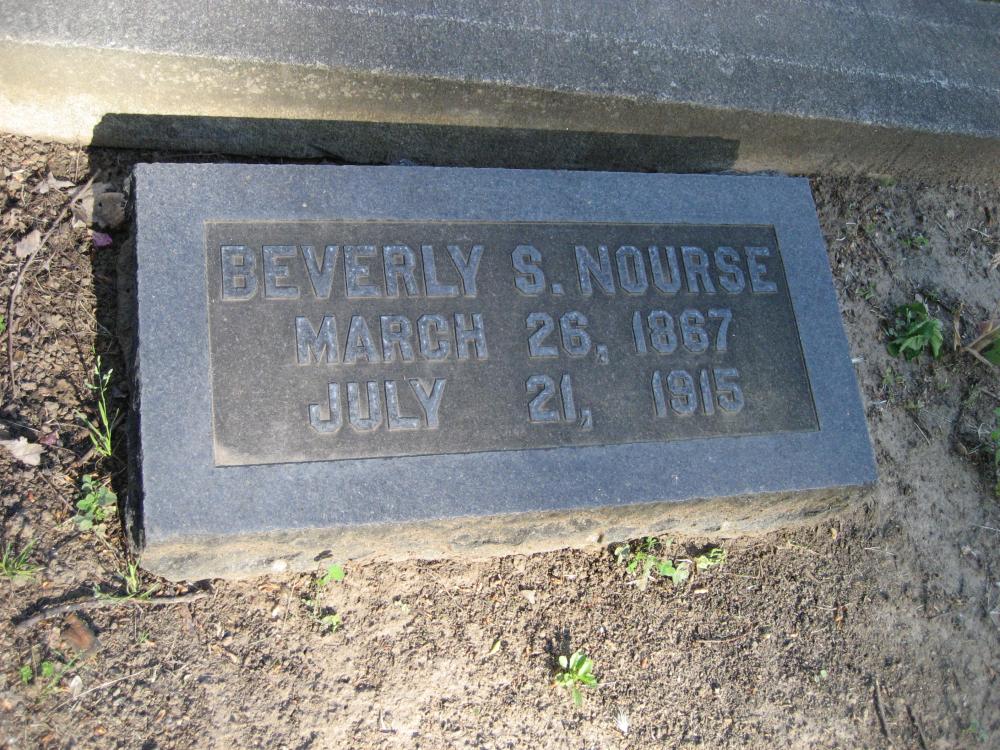 BEVERLY S. NOURSE
MARCH 26, 1867
JULY 21, 1915